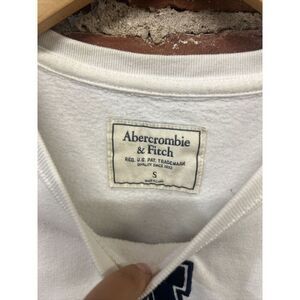 Abercrombie
& Fitch
REG. U.S. PAT. TRADEMARK
QUALITY SINCE 1892
S